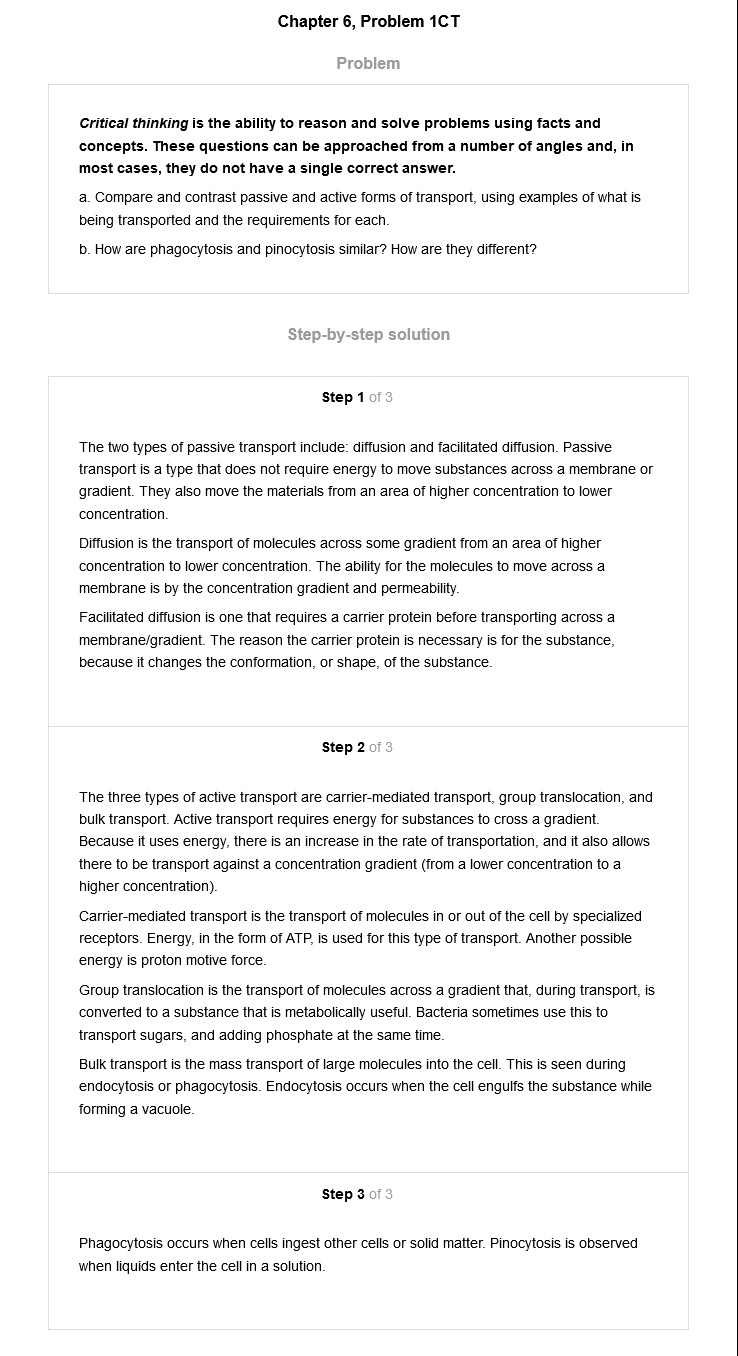 Chapter 6, Problem 1CT
Problem
Critical thinking is the ability to reason and solve problems using facts and
concepts. These questions can be approached from a number of angles and, in
most cases, they do not have a single correct answer.
a. Compare and contrast passive and active forms of transport, using examples of what is
being transported and the requirements for each.
b. How are phagocytosis and pinocytosis similar? How are they different?
Step-by-step solution
Step 1 of 3
The two types of passive transport include: diffusion and facilitated diffusion. Passive
transport is a type that does not require energy to move substances across a membrane or
gradient. They also move the materials from an area of higher concentration to lower
concentration.
Diffusion is the transport of molecules across some gradient from an area of higher
concentration to lower concentration. The ability for the molecules to move across a
membrane is by the concentration gradient and permeability.
Facilitated diffusion is one that requires a carrier protein before transporting across a
membrane/gradient. The reason the carrier protein is necessary is for the substance,
because it changes the conformation, or shape, of the substance.
Step 2 of 3
The three types of active transport are carrier-mediated transport, group translocation, and
bulk transport. Active transport requires energy for substances to cross a gradient.
Because it uses energy, there is an increase in the rate of transportation, and it also allows
there to be transport against a concentration gradient (from a lower concentration to a
higher concentration).
Carrier-mediated transport is the transport of molecules in or out of the cell by specialized
receptors. Energy, in the form of ATP, is used for this type of transport. Another possible
energy is proton motive force.
Group translocation is the transport of molecules across a gradient that, during transport, is
converted to a substance that is metabolically useful. Bacteria sometimes use this to
transport sugars, and adding phosphate at the same time.
Bulk transport is the mass transport of large molecules into the cell. This is seen during
endocytosis or phagocytosis. Endocytosis occurs when the cell engulfs the substance while
forming a vacuole.
Step 3 of 3
Phagocytosis occurs when cells ingest other cells or solid matter. Pinocytosis is observed
when liquids enter the cell in a solution.